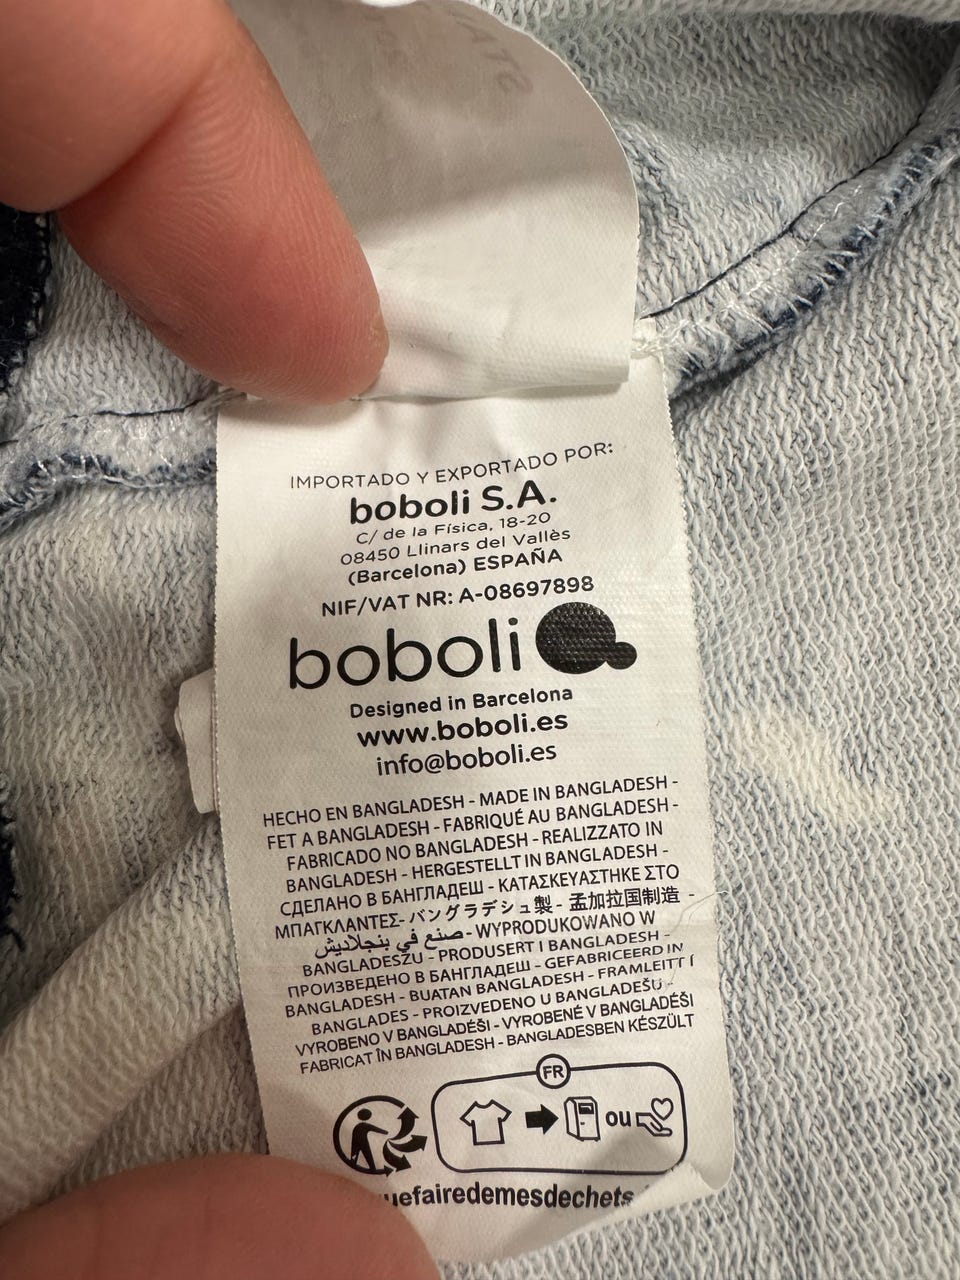 IMPORTADO Y EXPORTADO POR:
boboli S.A.
C/ de la Física, 18-20
08450 Llinars del Vallès
(Barcelona) ESPAÑA
NIF/VAT NR: A-08697898
boboli
Designed in Barcelona
www.boboli.es
info@boboli.es
HECHO EN BANGLADESH - MADE IN BANGLADESH -
FET A BANGLADESH - FABRIQUÉ AU BANGLADESH -
FABRICADO NO BANGLADESH - REALIZZATO IN
BANGLADESH - HERGESTELLT IN BANGLADESH -
СДЕЛАНО В БАНГЛАДЕШ - ΚΑΤΑΣΚΕΥΑΣΤΗΚΕ ΣΤΟ
ΜΠΑΓΚΛΑΝΤΕΣ- バングラデシュ製 - 孟加拉国制造 -
صنع في بنجلاديش- WYPRODUKOWANO W
BANGLADESZU - PRODUSERT I BANGLADESH -
ПРОИЗВЕДЕНО В БАНГЛАДЕШ - GEFABRICEERD IN
BANGLADESH - BUATAN BANGLADESH - FRAMLEITT Í
BANGLADES - PROIZVEDENO U BANGLADEŠU -
VYROBENO V BANGLADÉŠI - VYROBENÉ V BANGLADÉŠI
FABRICAT ÎN BANGLADESH - BANGLADESBEN KÉSZÜLT
FR
ou
uefairedemesdechets